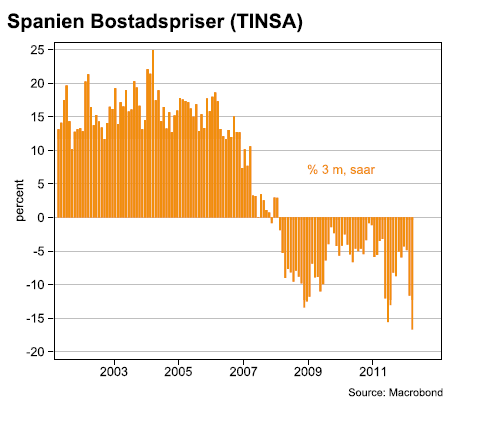 Spanien Bostadspriser (TINSA)
25
20
15
10
5
0
-5
-10
-15
-20
percent
% 3 m, saar
2003 2005 2007 2009 2011
Source: Macrobond